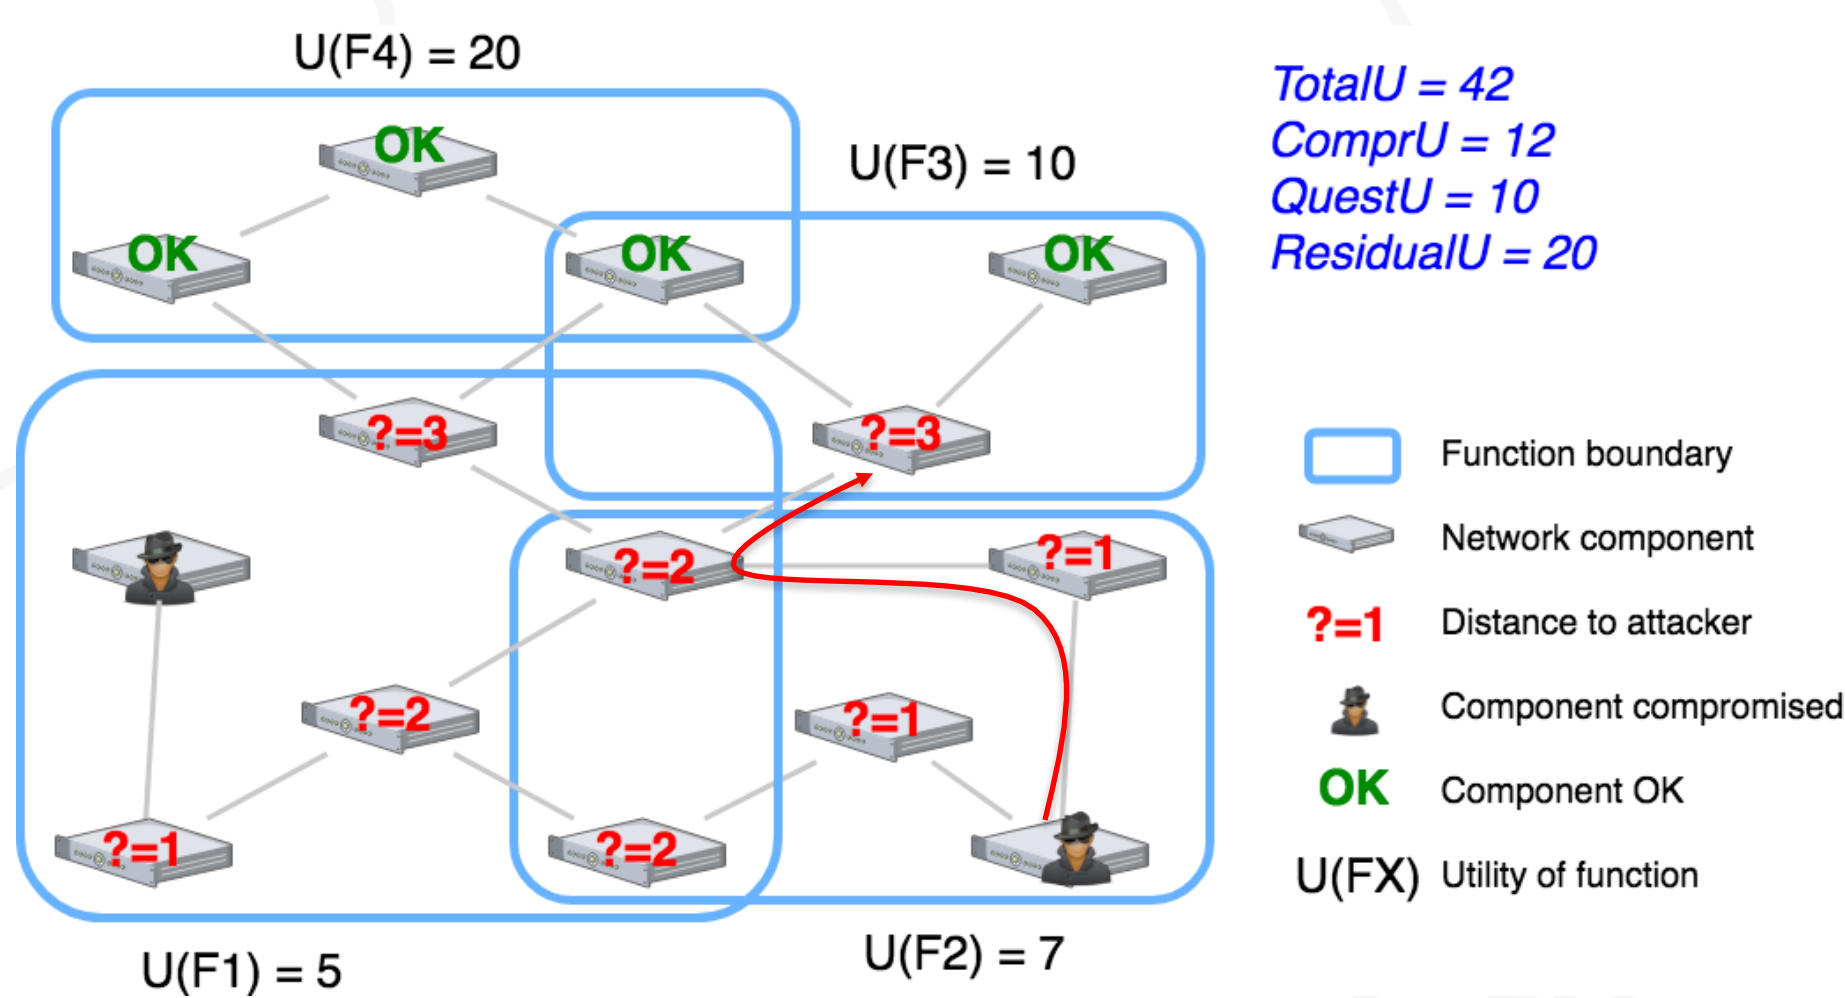 U(F4) = 20
TotalU = 42
ComprU = 12
QuestU = 10
ResidualU = 20
U(F3) = 10
OK
OK
OK
OK
?=3
?=3
?=2
?=1
?=2
?=1
?=1
?=2
U(F1) = 5
U(F2) = 7
Function boundary
Network component
?=1 Distance to attacker
Component compromised
OK Component OK
U(FX) Utility of function